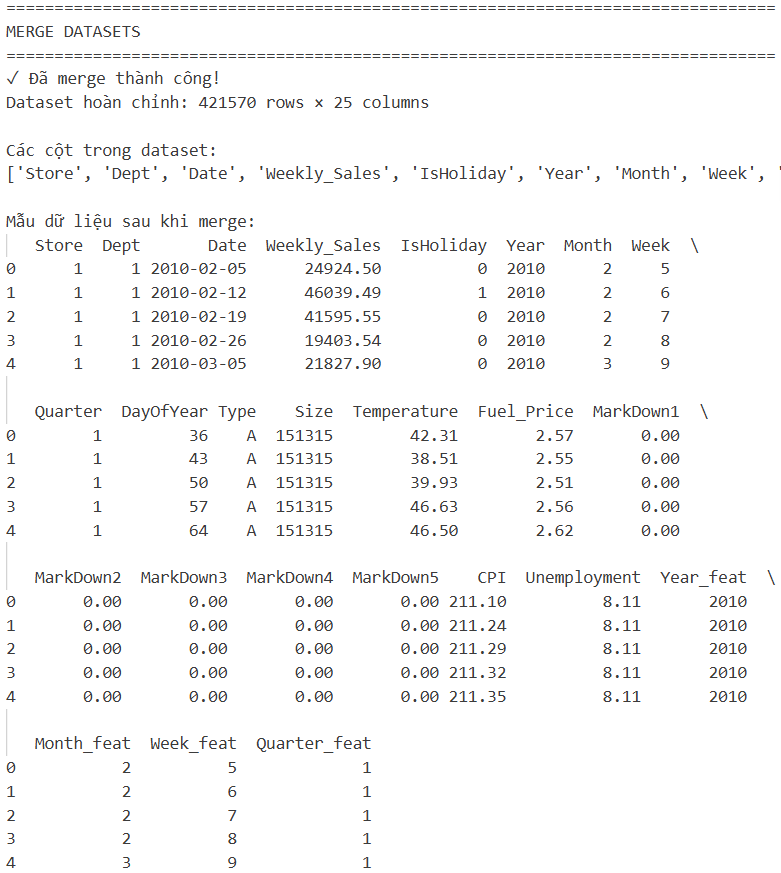 ================================================================================
MERGE DATASETS
================================================================================
✓ Đã merge thành công!
Dataset hoàn chỉnh: 421570 rows × 25 columns

Các cột trong dataset:
['Store', 'Dept', 'Date', 'Weekly_Sales', 'IsHoliday', 'Year', 'Month', 'Week', '

Mẫu dữ liệu sau khi merge:
   Store  Dept       Date  Weekly_Sales  IsHoliday  Year  Month  Week  \
0      1     1 2010-02-05      24924.50          0  2010      2     5
1      1     1 2010-02-12      46039.49          1  2010      2     6
2      1     1 2010-02-19      41595.55          0  2010      2     7
3      1     1 2010-02-26      19403.54          0  2010      2     8
4      1     1 2010-03-05      21827.90          0  2010      3     9

   Quarter  DayOfYear Type    Size  Temperature  Fuel_Price  MarkDown1  \
0        1         36    A  151315        42.31        2.57       0.00
1        1         43    A  151315        38.51        2.55       0.00
2        1         50    A  151315        39.93        2.51       0.00
3        1         57    A  151315        46.63        2.56       0.00
4        1         64    A  151315        46.50        2.62       0.00

   MarkDown2  MarkDown3  MarkDown4  MarkDown5    CPI  Unemployment  Year_feat  \
0       0.00       0.00       0.00       0.00 211.10          8.11       2010
1       0.00       0.00       0.00       0.00 211.24          8.11       2010
2       0.00       0.00       0.00       0.00 211.29          8.11       2010
3       0.00       0.00       0.00       0.00 211.32          8.11       2010
4       0.00       0.00       0.00       0.00 211.35          8.11       2010

   Month_feat  Week_feat  Quarter_feat
0           2          5             1
1           2          6             1
2           2          7             1
3           2          8             1
4           3          9             1